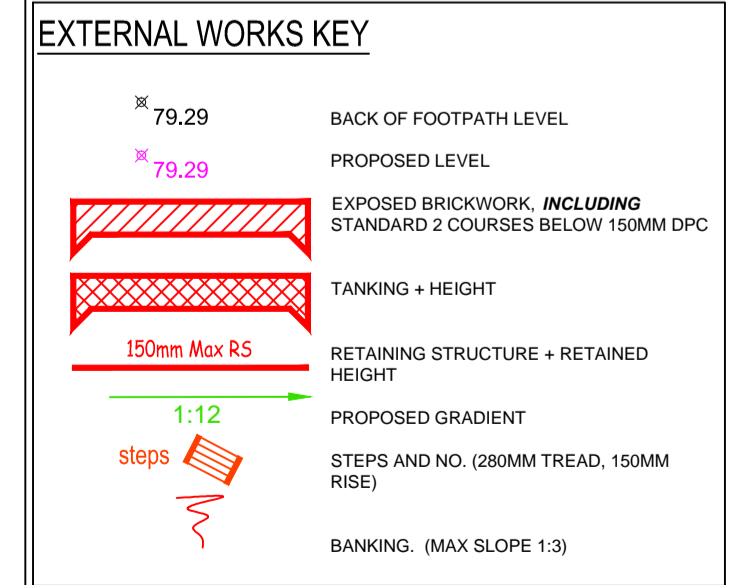 EXTERNAL WORKS KEY
79.29
BACK OF FOOTPATH LEVEL
79.29
PROPOSED LEVEL
EXPOSED BRICKWORK, INCLUDING
STANDARD 2 COURSES BELOW 150MM DPC
TANKING + HEIGHT
150mm Max RS
RETAINING STRUCTURE + RETAINED
HEIGHT
1:12
PROPOSED GRADIENT
steps
STEPS AND NO. (280MM TREAD, 150MM
RISE)
BANKING. (MAX SLOPE 1:3)